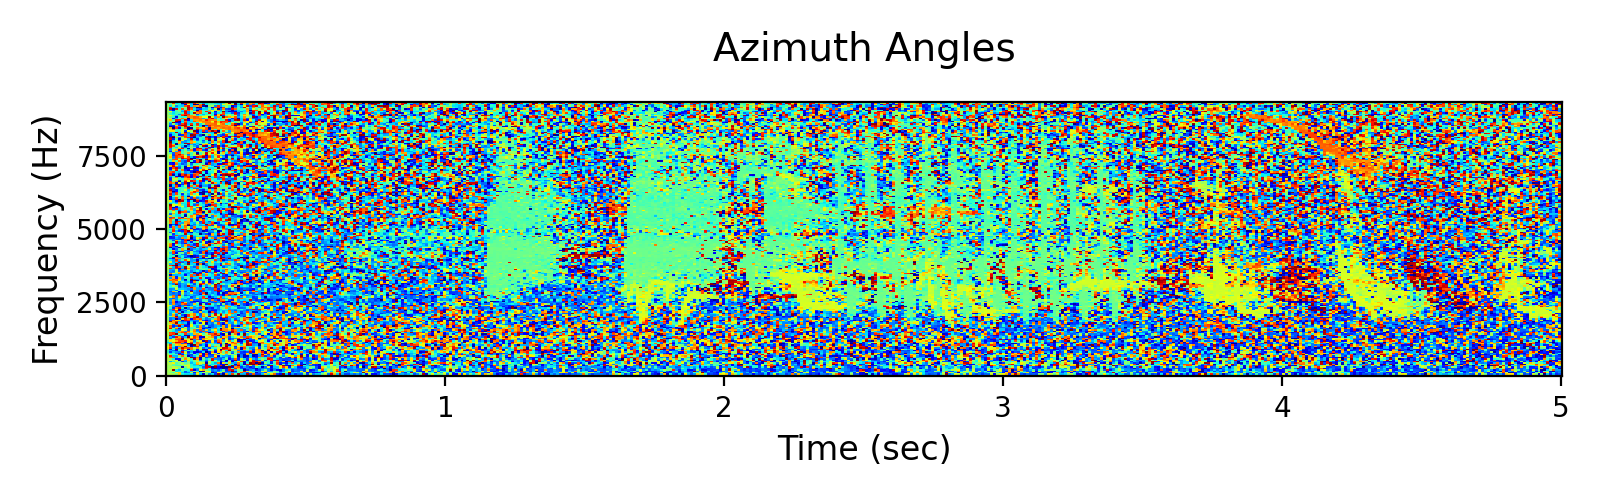 Azimuth Angles
Frequency (Hz)
7500
5000
2500
0
0 1 2 3 4 5
Time (sec)